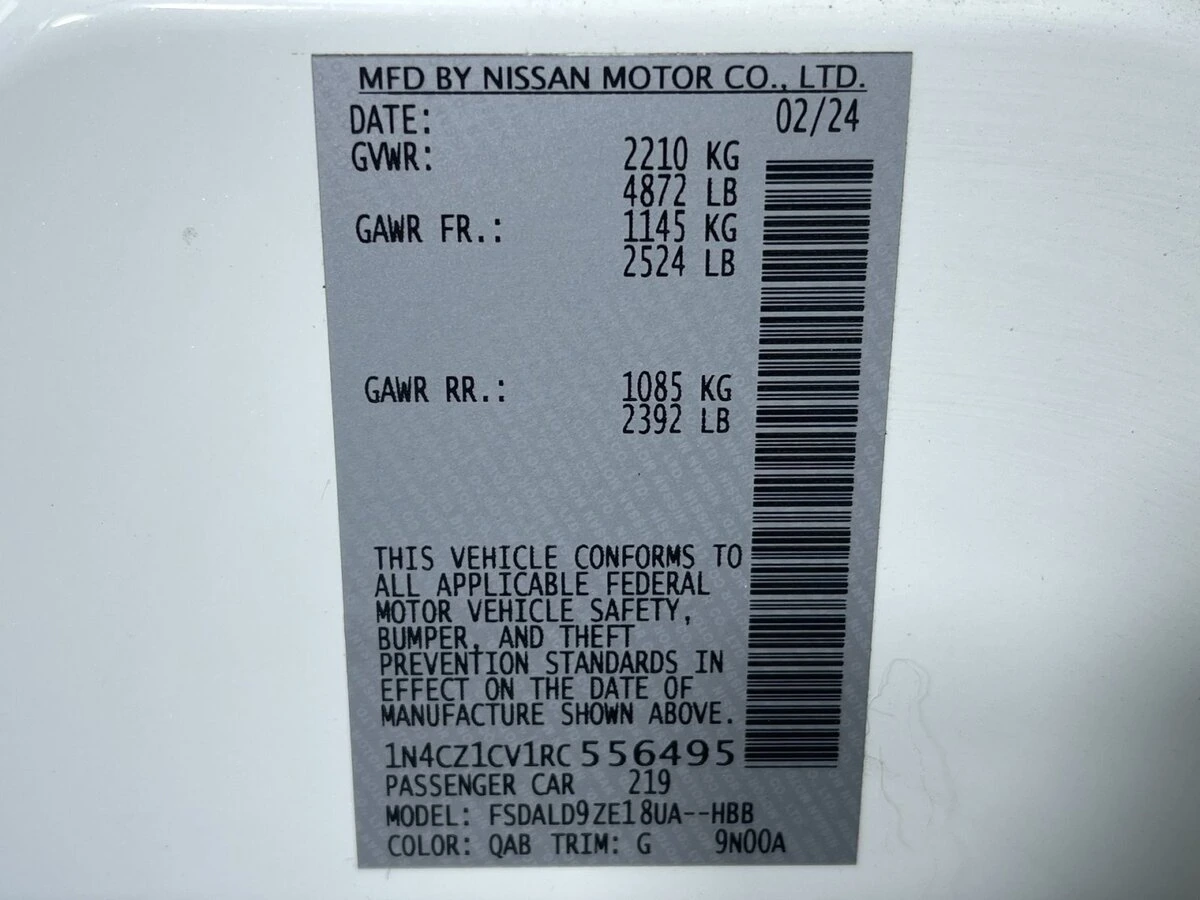 MFD BY NISSAN MOTOR CO., LTD.
DATE: 02/24
GVWR: 2210 KG
4872 LB
GAWR FR.: 1145 KG
2524 LB
GAWR RR.: 1085 KG
2392 LB
THIS VEHICLE CONFORMS TO
ALL APPLICABLE FEDERAL
MOTOR VEHICLE SAFETY,
BUMPER, AND THEFT
PREVENTION STANDARDS IN
EFFECT ON THE DATE OF
MANUFACTURE SHOWN ABOVE.
1N4CZ1CV1RC556495
PASSENGER CAR 219
MODEL: FSDALD9ZE18UA--HBB
COLOR: QAB TRIM: G 9N00A